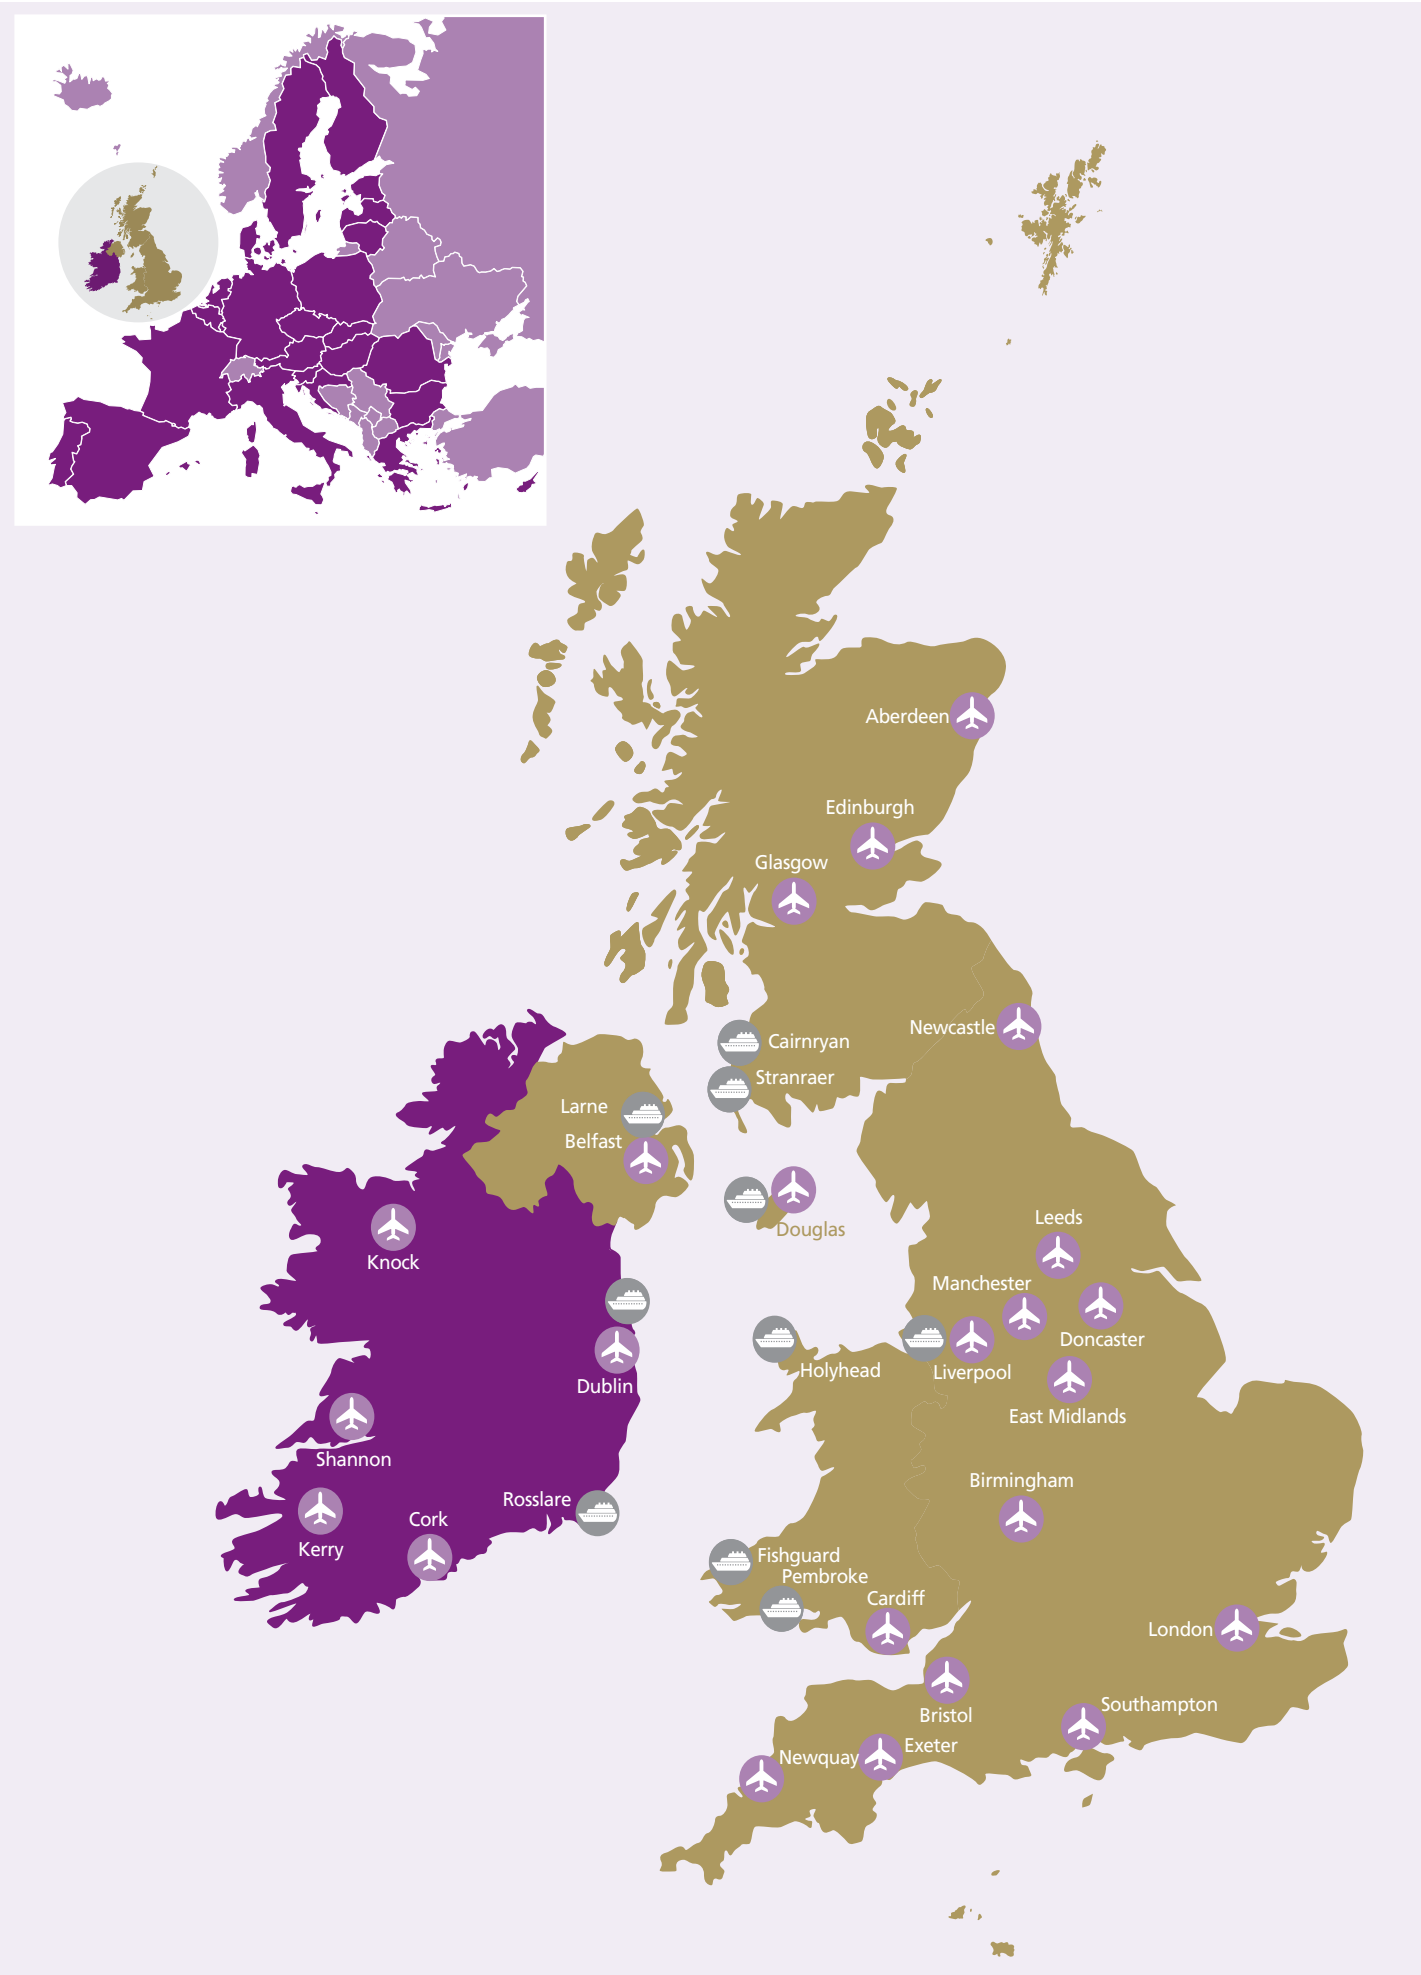 Aberdeen
Edinburgh
Glasgow
Newcastle
Cairnryan
Stranraer
Larne
Belfast
Douglas
Leeds
Knock
Manchester
Doncaster
Holyhead
Liverpool
Dublin
East Midlands
Shannon
Birmingham
Rosslare
Cork
Kerry
Fishguard
Pembroke
Cardiff
London
Southampton
Bristol
Exeter
Newquay